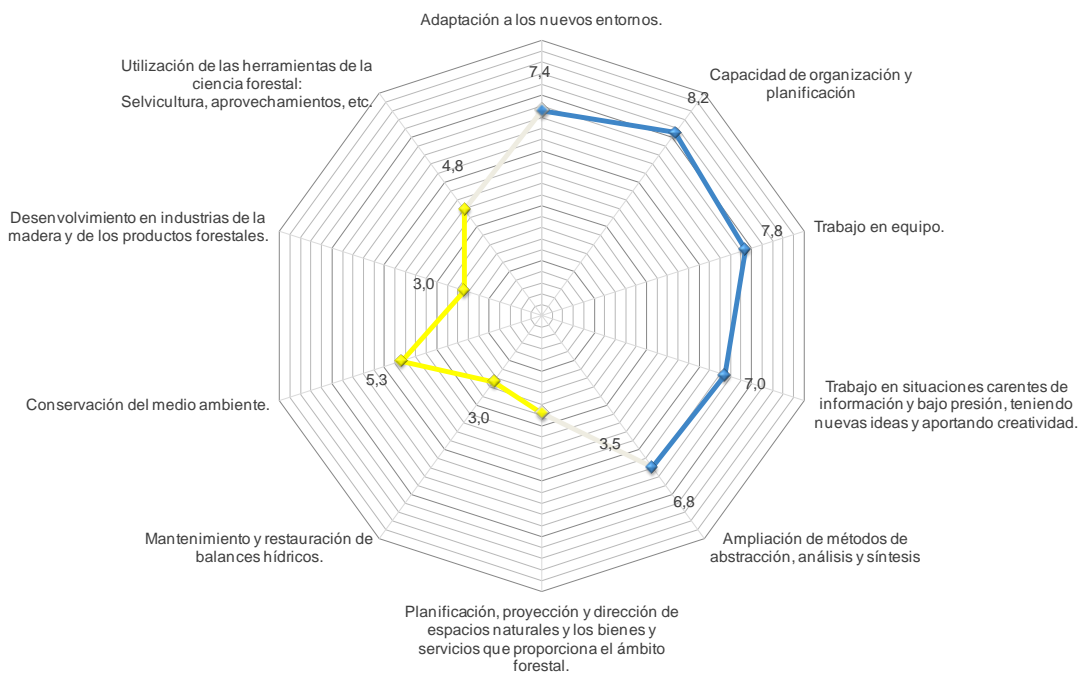 Adaptación a los nuevos entornos.
7,4
Capacidad de organización y
planificación
8,2
Trabajo en equipo.
7,8
Trabajo en situaciones carentes de
información y bajo presión, teniendo
nuevas ideas y aportando creatividad.
7,0
Ampliación de métodos de
abstracción, análisis y síntesis
6,8
Planificación, proyección y dirección de
espacios naturales y los bienes y
servicios que proporciona el ámbito
forestal.
3,5
Mantenimiento y restauración de
balances hídricos.
3,0
Conservación del medio ambiente.
5,3
Desenvolvimiento en industrias de la
madera y de los productos forestales.
3,0
Utilización de las herramientas de la
ciencia forestal:
Selvicultura, aprovechamientos, etc.
4,8